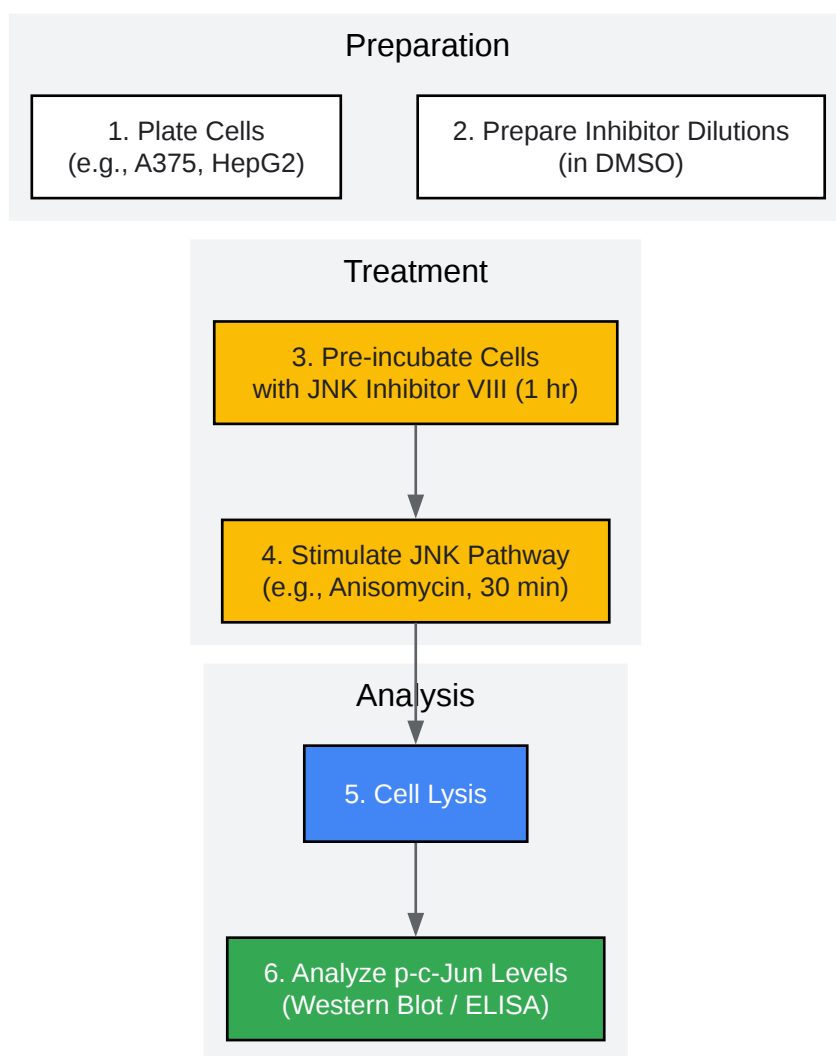 Preparation
1. Plate Cells
(e.g., A375, HepG2)
2. Prepare Inhibitor Dilutions
(in DMSO)
Treatment
3. Pre-incubate Cells
with JNK Inhibitor VIII (1 hr)
4. Stimulate JNK Pathway
(e.g., Anisomycin, 30 min)
Analysis
5. Cell Lysis
6. Analyze p-c-Jun Levels
(Western Blot / ELISA)